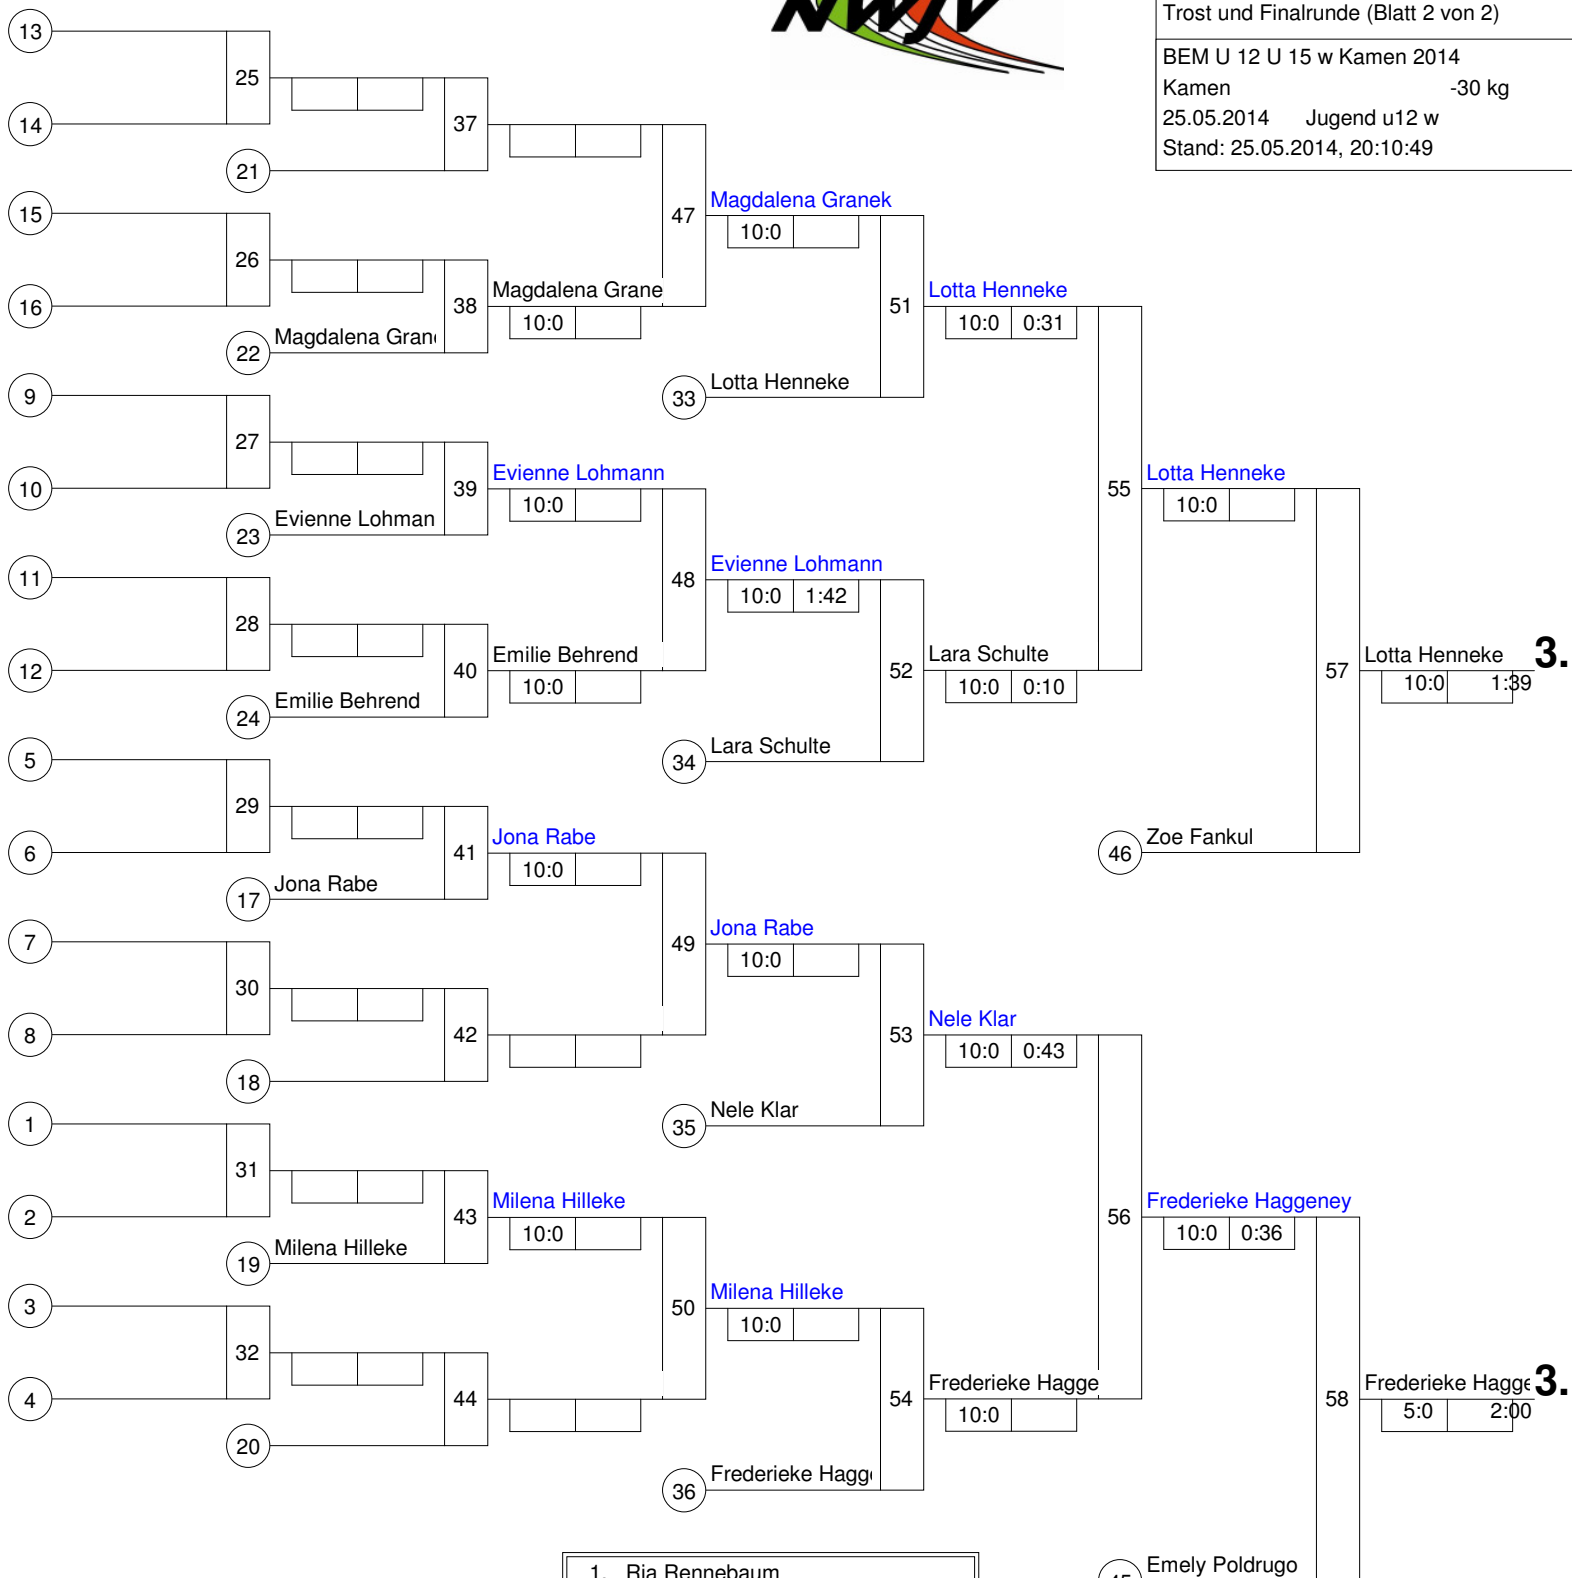 NWJV
Trost und Finalrunde (Blatt 2 von 2)
BEM U 12 U 15 w Kamen 2014
Kamen -30 kg
25.05.2014 Jugend u12 w
Stand: 25.05.2014, 20:10:49
13
25
14
37
21
15
47
Magdalena Granek
10:0
26
16
38
Magdalena Grane
10:0
22
Magdalena Gran
51
Lotta Henneke
10:0 0:31
33
Lotta Henneke
9
27
10
39
Evienne Lohmann
10:0
23
Evienne Lohman
55
Lotta Henneke
10:0
11
48
Evienne Lohmann
10:0 1:42
28
12
40
Emilie Behrend
10:0
24
Emilie Behrend
52
Lara Schulte
10:0 0:10
57
Lotta Henneke
3.
10:0 1:39
34
Lara Schulte
5
29
6
41
Jona Rabe
10:0
17
Jona Rabe
46
Zoe Fankul
7
49
Jona Rabe
10:0
30
8
42
18
53
Nele Klar
10:0 0:43
35
Nele Klar
1
31
2
43
Milena Hilleke
10:0
19
Milena Hilleke
56
Frederieke Haggeney
10:0 0:36
3
50
Milena Hilleke
10:0
32
4
44
20
54
Frederieke Hagge
10:0
58
Frederieke Hagge
3.
5:0 2:00
36
Frederieke Hagg
1. Ria Rennebaum
45
Emely Poldrugo